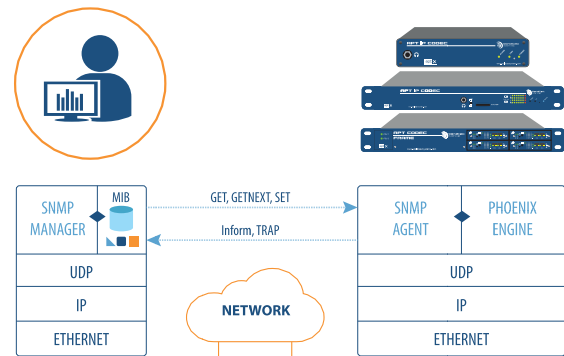 APT IP CODEC
APT IP CODEC
APT CODEC
FRAME
SNMP
MANAGER
MIB
GET, GETNEXT, SET
Inform, TRAP
SNMP
AGENT
PHOENIX
ENGINE
UDP
IP
ETHERNET
NETWORK
UDP
IP
ETHERNET